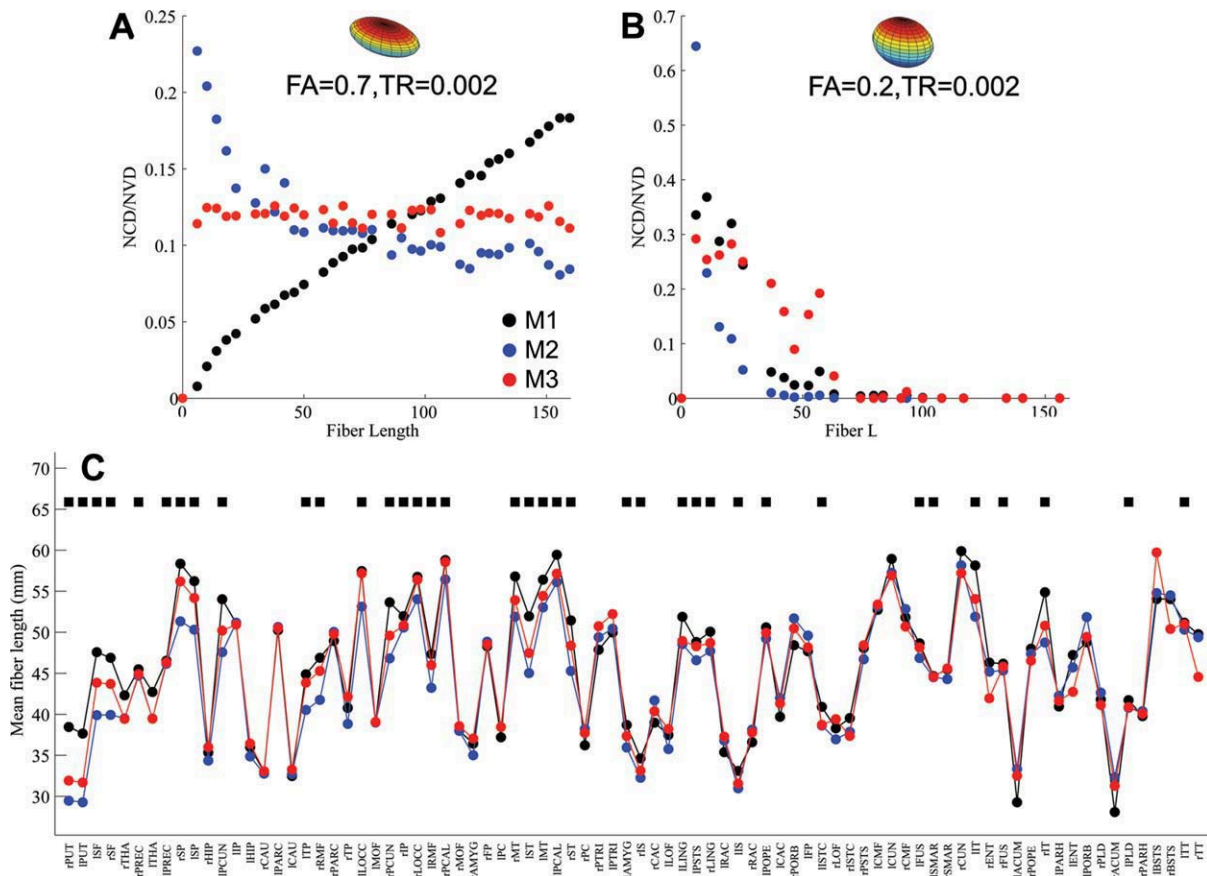 A
FA=0.7,TR=0.002
0.25
0.2
0.15
0.1
0.05
0
NCD/NVD
0
50
100
150
Fiber Length
M1
M2
M3
B
FA=0.2,TR=0.002
0.7
0.6
0.5
0.4
0.3
0.2
0.1
0
NCD/NVD
0
50
100
150
Fiber L
C
70
65
60
55
50
45
40
35
30
Mean fiber length (mm)
rPUT
lPUT
lSF
rSF
rTHA
rPREC
lTHA
lPREC
rSP
lSP
rHIP
lPCUN
lIP
lHIP
rCAU
lPARC
lCAU
lTP
rRMF
rPARC
rTP
lLOCC
lMOF
rPCUN
rIP
rLOCC
lRMF
rPCAL
rMOF
AMYG
rFP
lPC
rMT
lST
lMT
lPCAL
rST
rPC
rPTRI
lPTRI
lAMYG
rIS
rCAC
lLOF
lLING
lPSTS
rLING
lRAC
lIS
rRAC
lPOPE
lCAC
rPORB
lFP
lISTC
rLOF
rISTC
rPSTS
lCMF
lCUN
rCMF
lFUS
lSMAR
rSMAR
rCUN
lIT
rENT
rFUS
lACUM
rPOPE
rIT
lPARH
lENT
lPORB
rPLD
rACUM
lPLD
rPARH
lBSTS
rBSTS
lTT
rTT